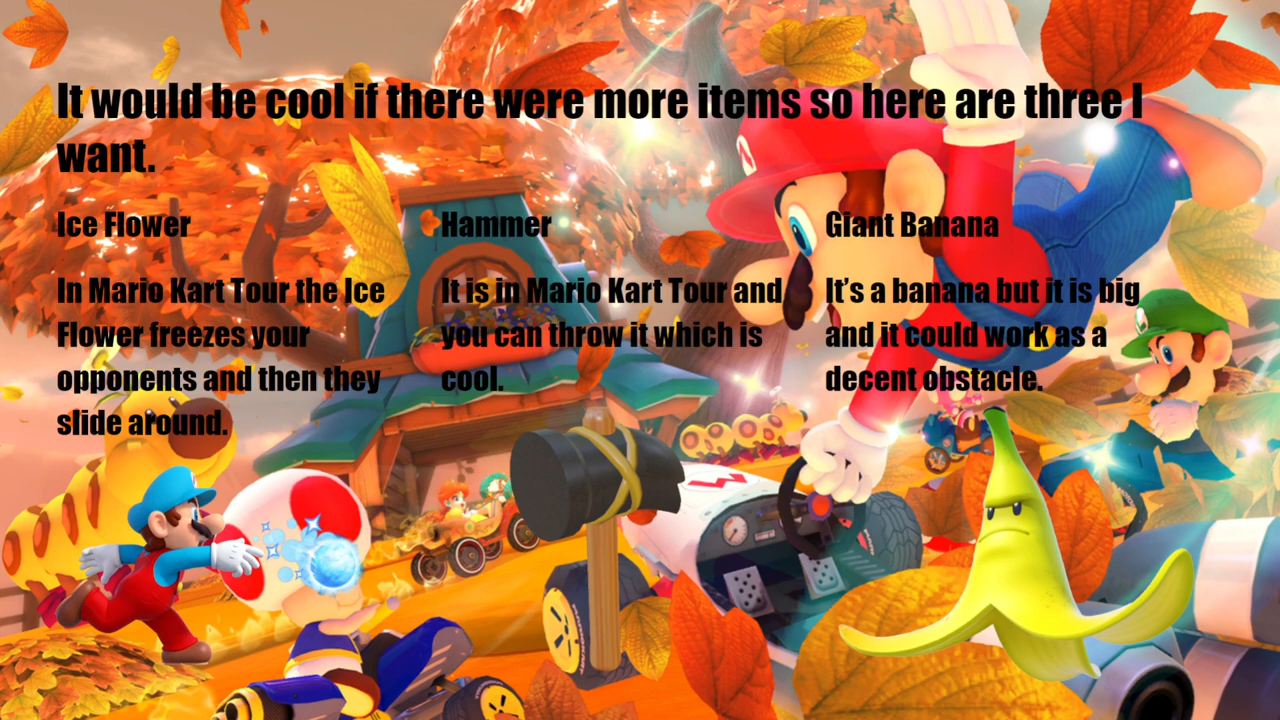 It would be cool if there were more items so here are three I
want.
Ice Flower
In Mario Kart Tour the Ice
Flower freezes your
opponents and then they
slide around.
Hammer
It is in Mario Kart Tour and
you can throw it which is
cool.
Giant Banana
It’s a banana but it is big
and it could work as a
decent obstacle.